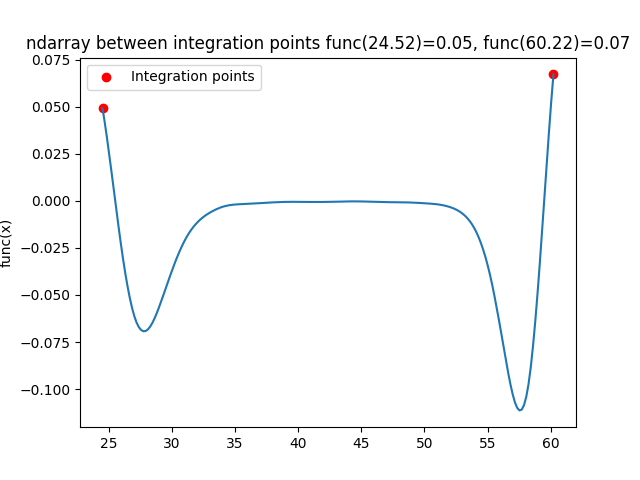 ndarray between integration points func(24.52)=0.05, func(60.22)=0.07
Integration points
func(x)
0.075
0.050
0.025
0.000
−0.025
−0.050
−0.075
−0.100
25 30 35 40 45 50 55 60